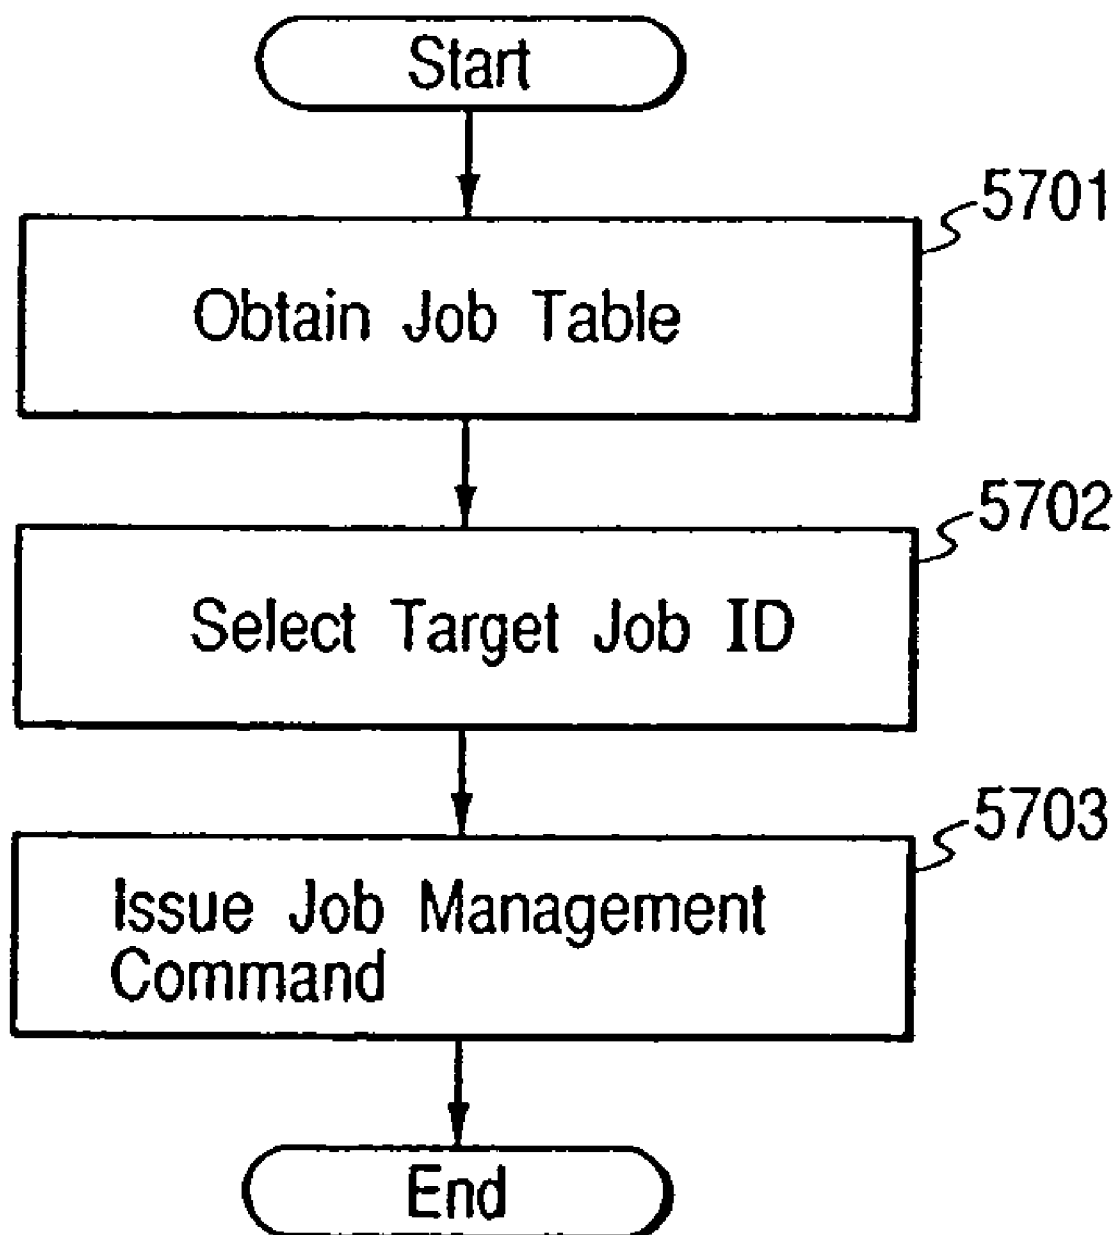 Start
5701
Obtain Job Table
5702
Select Target Job ID
5703
Issue Job Management
Command
End